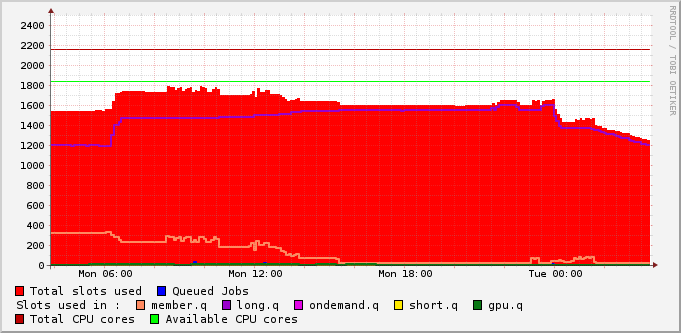 2400
2200
2000
1800
1600
1400
1200
1000
800
600
400
200
0
Mon 06:00 Mon 12:00 Mon 18:00 Tue 00:00
Total slots used Queued Jobs
Slots used in : member.q long.q ondemand.q short.q gpu.q
Total CPU cores Available CPU cores
RRDTOOL / TOBI OETIKER